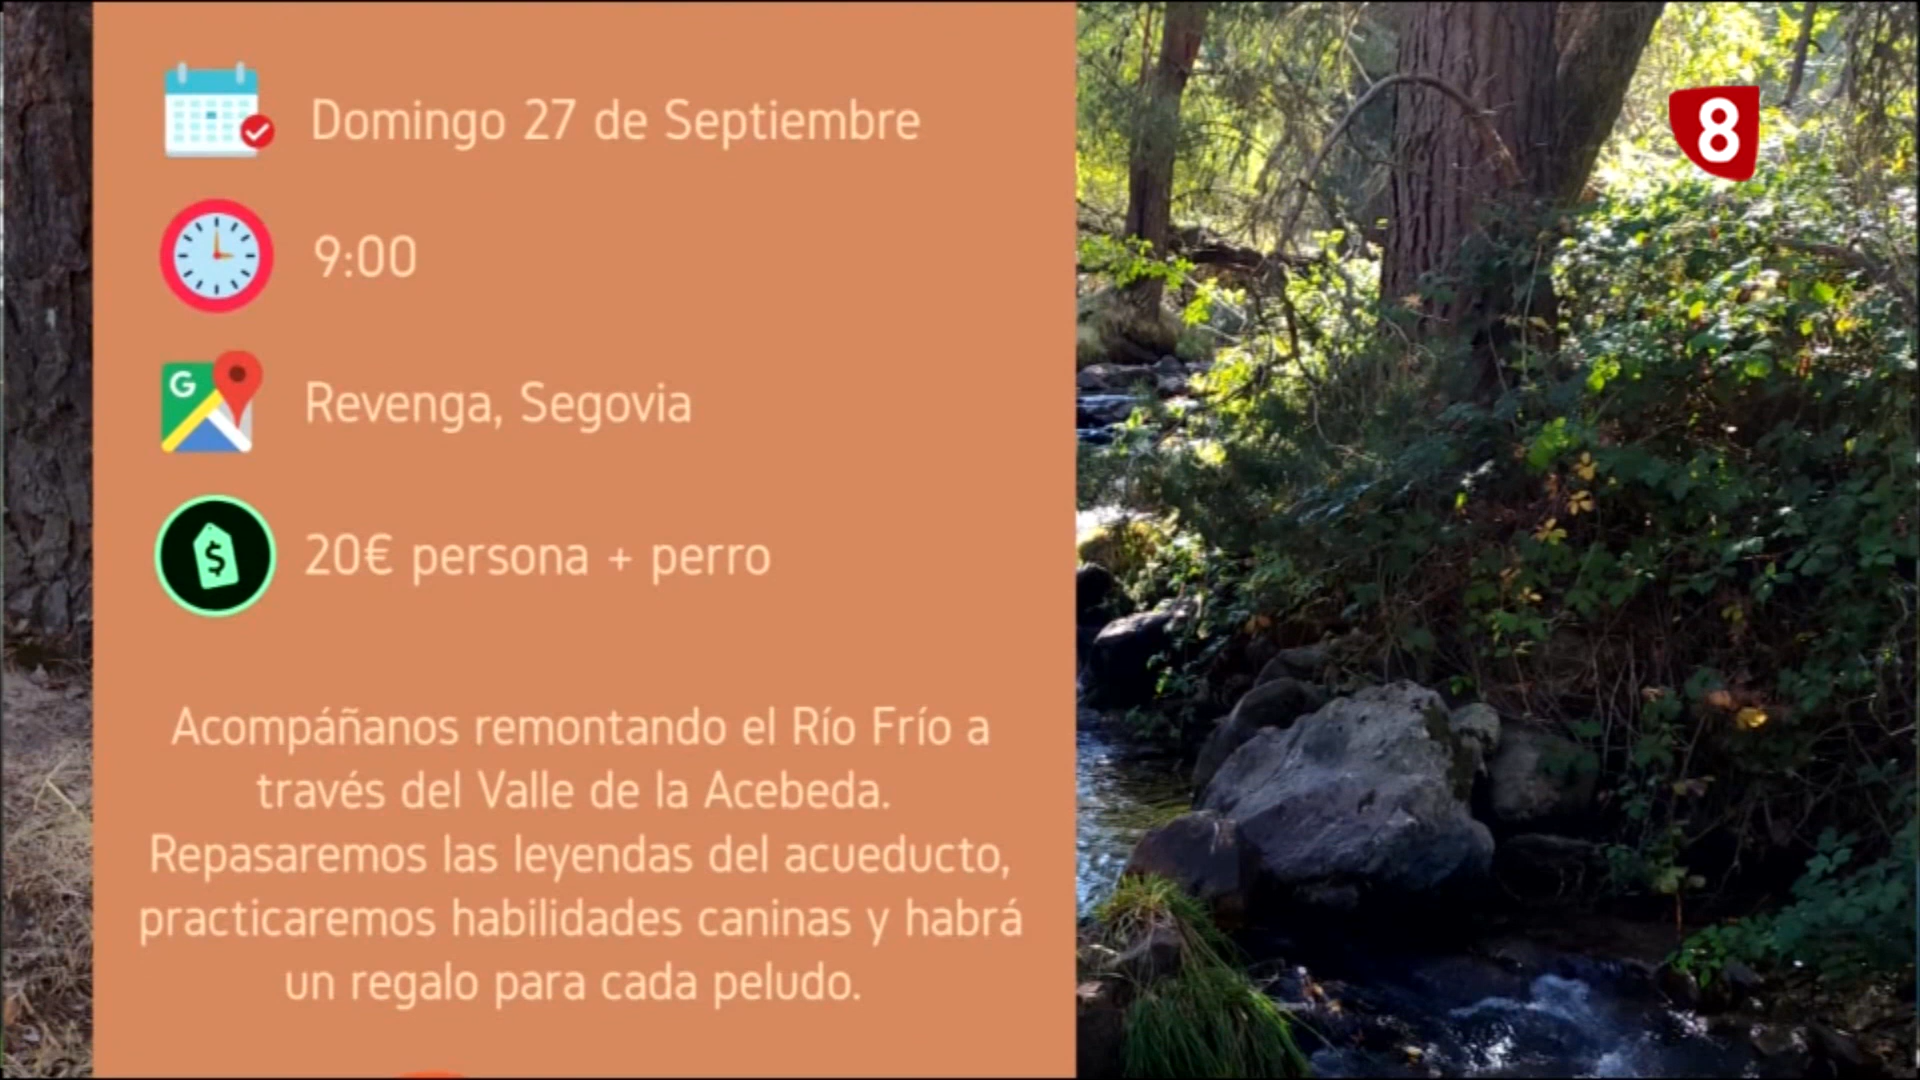 Domingo 27 de Septiembre
8
9:00
G
Revenga, Segovia
$
20€ persona + perro
Acompáñanos remontando el Río Frío a
través del Valle de la Acebeda.
Repasaremos las leyendas del acueducto,
practicaremos habilidades caninas y habrá
un regalo para cada peludo.